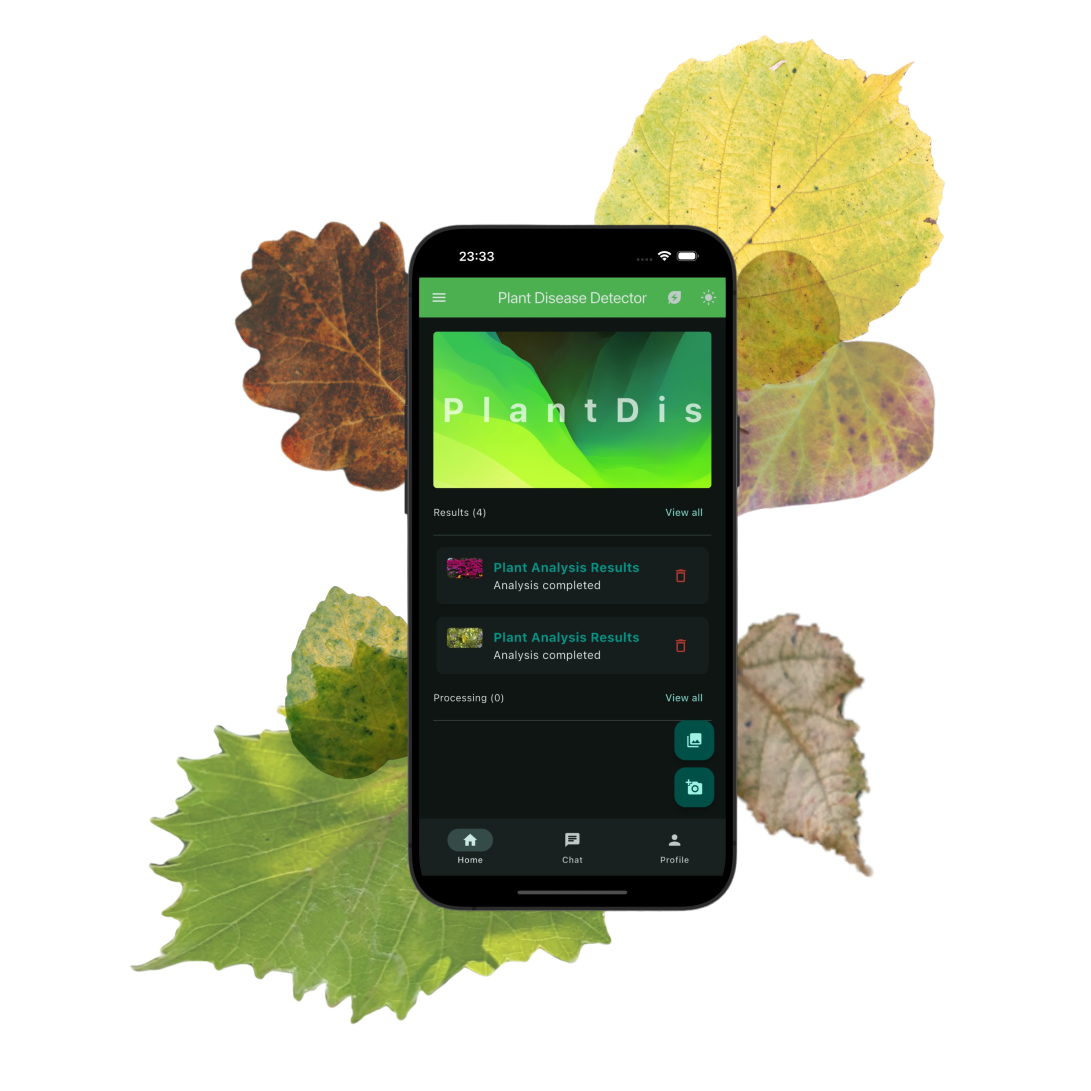 23:33
Plant Disease Detector
PlantDis
Results (4) View all
Plant Analysis Results
Analysis completed
Plant Analysis Results
Analysis completed
Processing (0) View all
Home Chat Profile